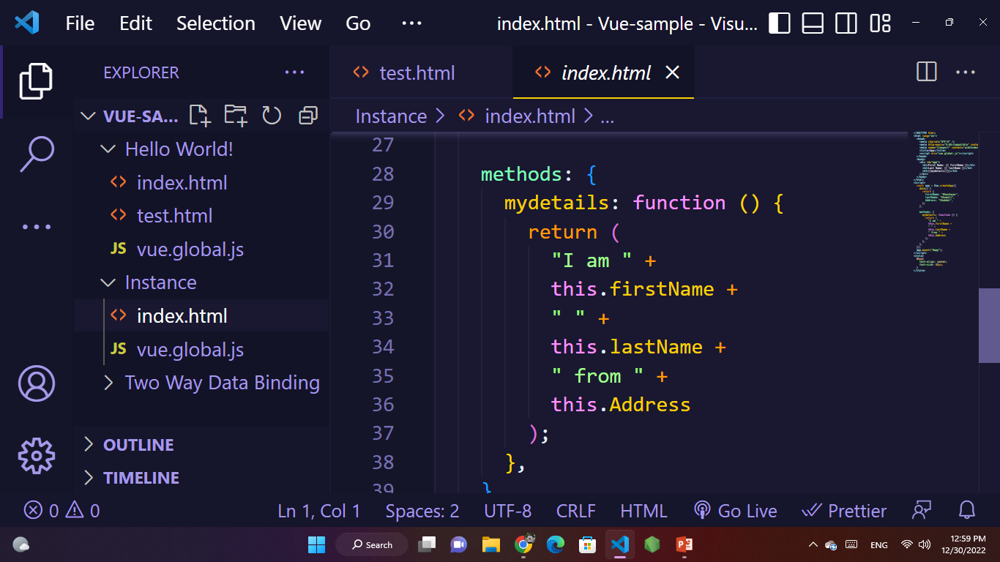 File Edit Selection View Go ... index.html - Vue-sample - Visu...
EXPLORER ...
test.html index.html
VUE-SA...
Instance > index.html > ...
Hello World!
index.html
test.html
JS vue.global.js
Instance
index.html
JS vue.global.js
Two Way Data Binding
OUTLINE
TIMELINE
27
28 methods: {
29 mydetails: function () {
30 return (
31 "I am " +
32 this.firstName +
33 " " +
34 this.lastName +
35 " from " +
36 this.Address
37 );
38 },
39 }
0 0 Ln 1, Col 1 Spaces: 2 UTF-8 CRLF HTML Go Live Prettier
Search ENG 12:59 PM
12/30/2022